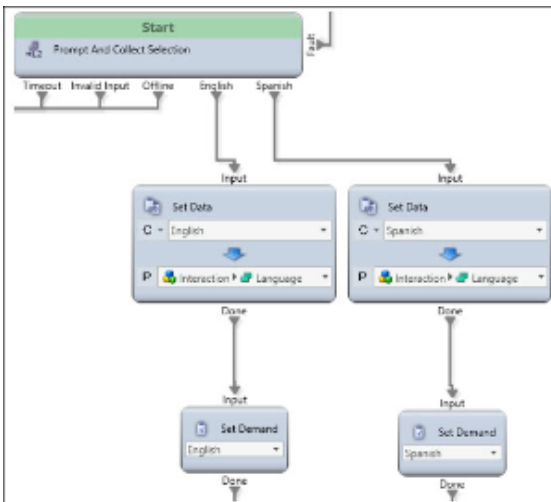 Start
Prompt And Collect Selection
Fault
Timeout Invalid Input Offline English Spanish
Input Input
Set Data Set Data
C English C Spanish
P Interaction Language P Interaction Language
Done Done
Input Input
Set Demand Set Demand
English Spanish
Done Done